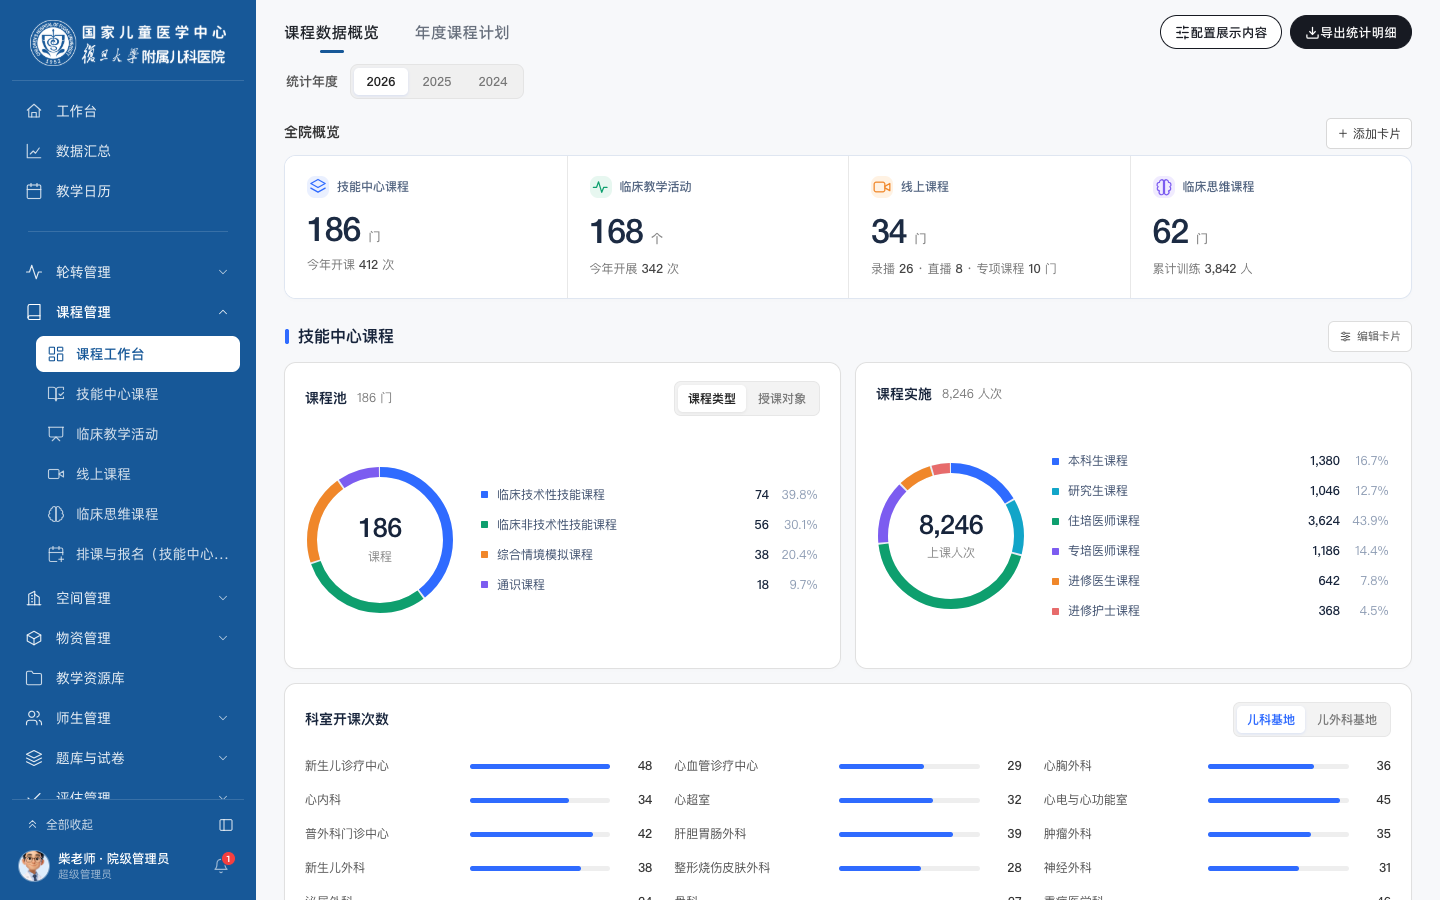 国家儿童医学中心
復旦大学附属儿科医院
工作台
数据汇总
教学日历
轮转管理
课程管理
课程工作台
技能中心课程
临床教学活动
线上课程
临床思维课程
排课与报名（技能中心...
空间管理
物资管理
教学资源库
师生管理
题库与试卷
评估管理
全部收起
柴老师 · 院级管理员
超级管理员
1
课程数据概览 年度课程计划
配置展示内容 导出统计明细
统计年度 2026 2025 2024
全院概览
添加卡片
技能中心课程
186 门
今年开课 412 次
临床教学活动
168 个
今年开展 342 次
线上课程
34 门
录播 26 · 直播 8 · 专项课程 10 门
临床思维课程
62 门
累计训练 3,842 人
技能中心课程
编辑卡片
课程池 186 门
课程类型 授课对象
186
课程
临床技术性技能课程 74 39.8%
临床非技术性技能课程 56 30.1%
综合情境模拟课程 38 20.4%
通识课程 18 9.7%
课程实施 8,246 人次
8,246
上课人次
本科生课程 1,380 16.7%
研究生课程 1,046 12.7%
住培医师课程 3,624 43.9%
专培医师课程 1,186 14.4%
进修医生课程 642 7.8%
进修护士课程 368 4.5%
科室开课次数
儿科基地 儿外科基地
新生儿诊疗中心 48 心血管诊疗中心 29 心胸外科 36
心内科 34 心超室 32 心电与心功能室 45
普外科门诊中心 42 肝胆胃肠外科 39 肿瘤外科 35
新生儿外科 38 整形烧伤皮肤外科 28 神经外科 31